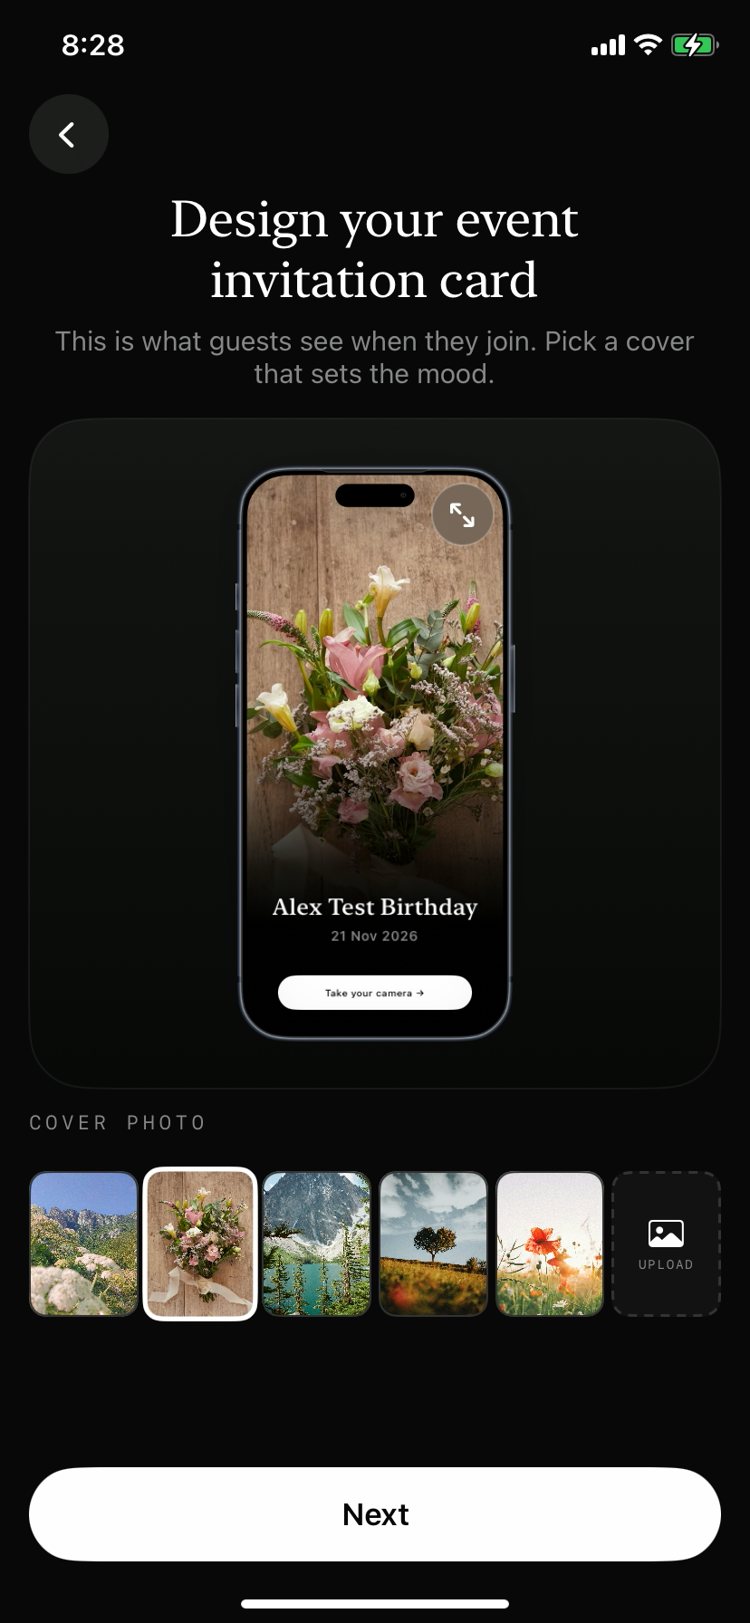 8:28
Design your event
invitation card
This is what guests see when they join. Pick a cover
that sets the mood.
Alex Test Birthday
21 Nov 2026
Take your camera →
COVER PHOTO
UPLOAD
Next